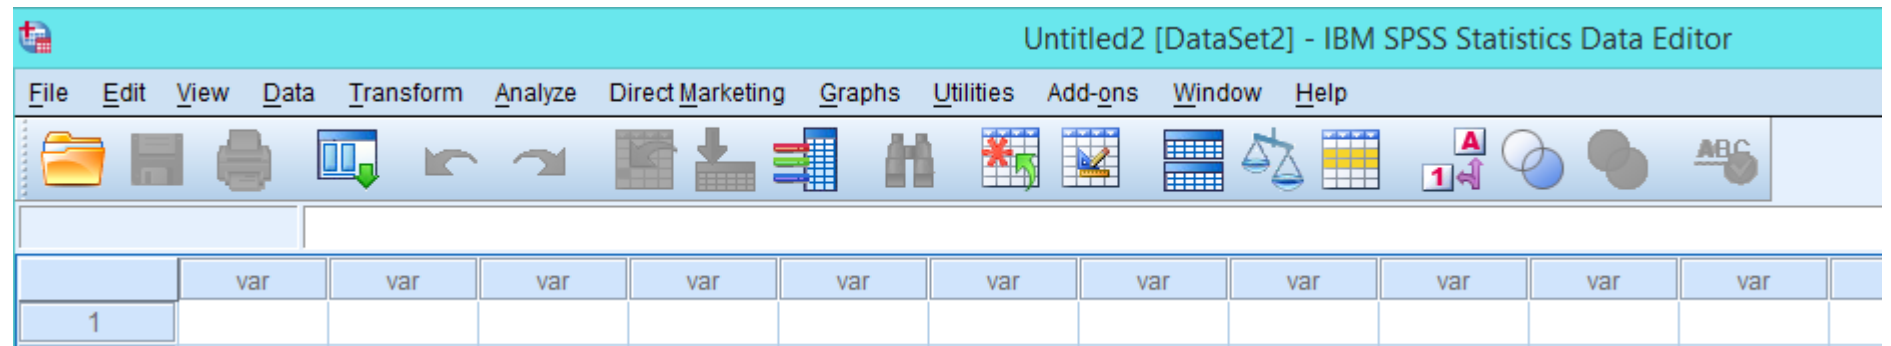 Untitled2 [DataSet2] - IBM SPSS Statistics Data Editor
File Edit View Data Transform Analyze Direct Marketing Graphs Utilities Add-ons Window Help
A
1
ABC
var var var var var var var var var var var
1